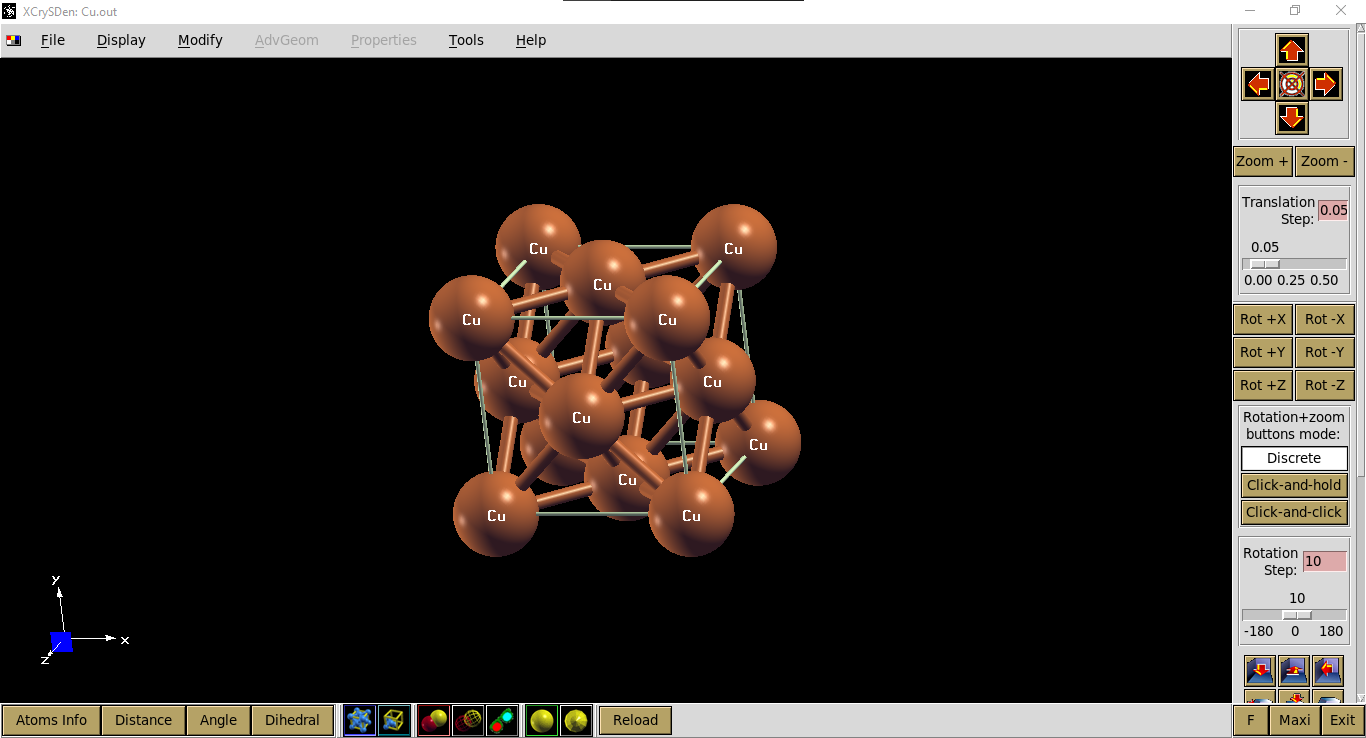 XCrySDen: Cu.out
File Display Modify AdvGeom Properties Tools Help
Zoom + Zoom -
Translation
Step: 0.05
0.05
0.00 0.25 0.50
Rot +X Rot -X
Rot +Y Rot -Y
Rot +Z Rot -Z
Rotation+zoom
buttons mode:
Discrete
Click-and-hold
Click-and-click
Rotation
Step: 10
10
-180 0 180
Cu Cu
Cu
Cu Cu
Cu Cu
Cu
Cu
Cu
Cu Cu
Y
X
Z
Atoms Info Distance Angle Dihedral Reload F Maxi Exit